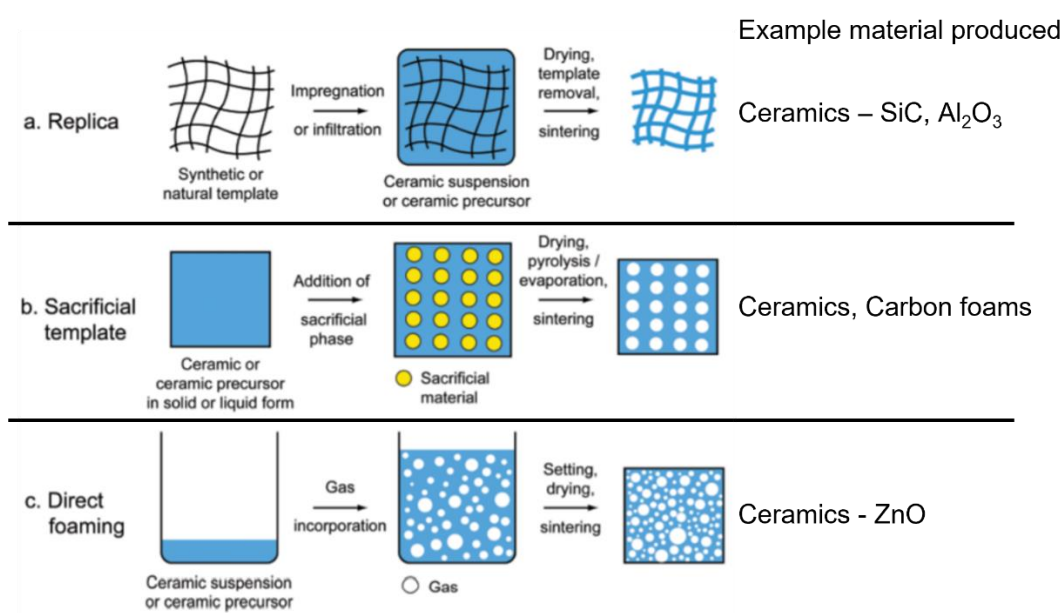 Example material produced
a. Replica
Synthetic or
natural template
Impregnation
or infiltration
Ceramic suspension
or ceramic precursor
Drying,
template
removal,
sintering
Ceramics – SiC, Al₂O₃
b. Sacrificial
template
Ceramic or
ceramic precursor
in solid or liquid form
Addition of
sacrificial
phase
Sacrificial
material
Drying,
pyrolysis /
evaporation,
sintering
Ceramics, Carbon foams
c. Direct
foaming
Ceramic suspension
or ceramic precursor
Gas
incorporation
Gas
Setting,
drying,
sintering
Ceramics - ZnO